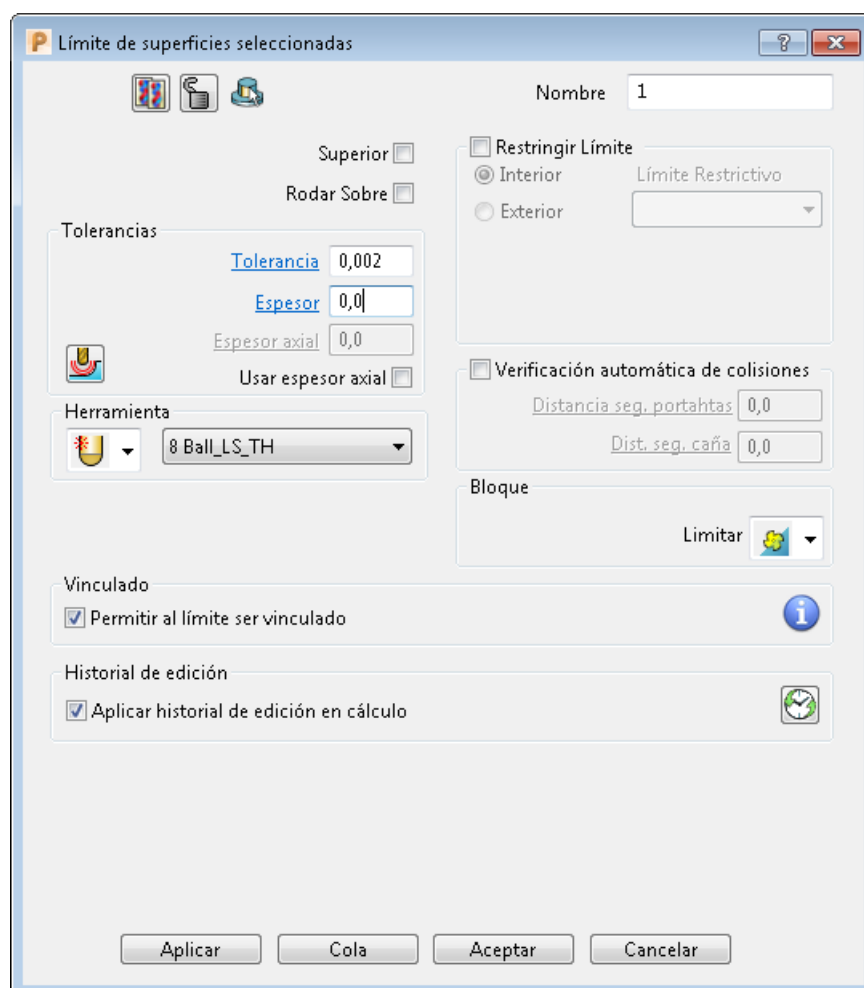 P Límite de superficies seleccionadas ?
Nombre 1
Superior
Rodar Sobre
Restringir Límite
Interior Límite Restrictivo
Exterior
Tolerancias
Tolerancia 0,002
Espesor 0,0
Espesor axial 0,0
Usar espesor axial
Verificación automática de colisiones
Distancia seg. portahtas 0,0
Dist. seg. caña 0,0
Herramienta
8 Ball_LS_TH
Bloque
Limitar
Vinculado
Permitir al límite ser vinculado
Historial de edición
Aplicar historial de edición en cálculo
Aplicar Cola Aceptar Cancelar